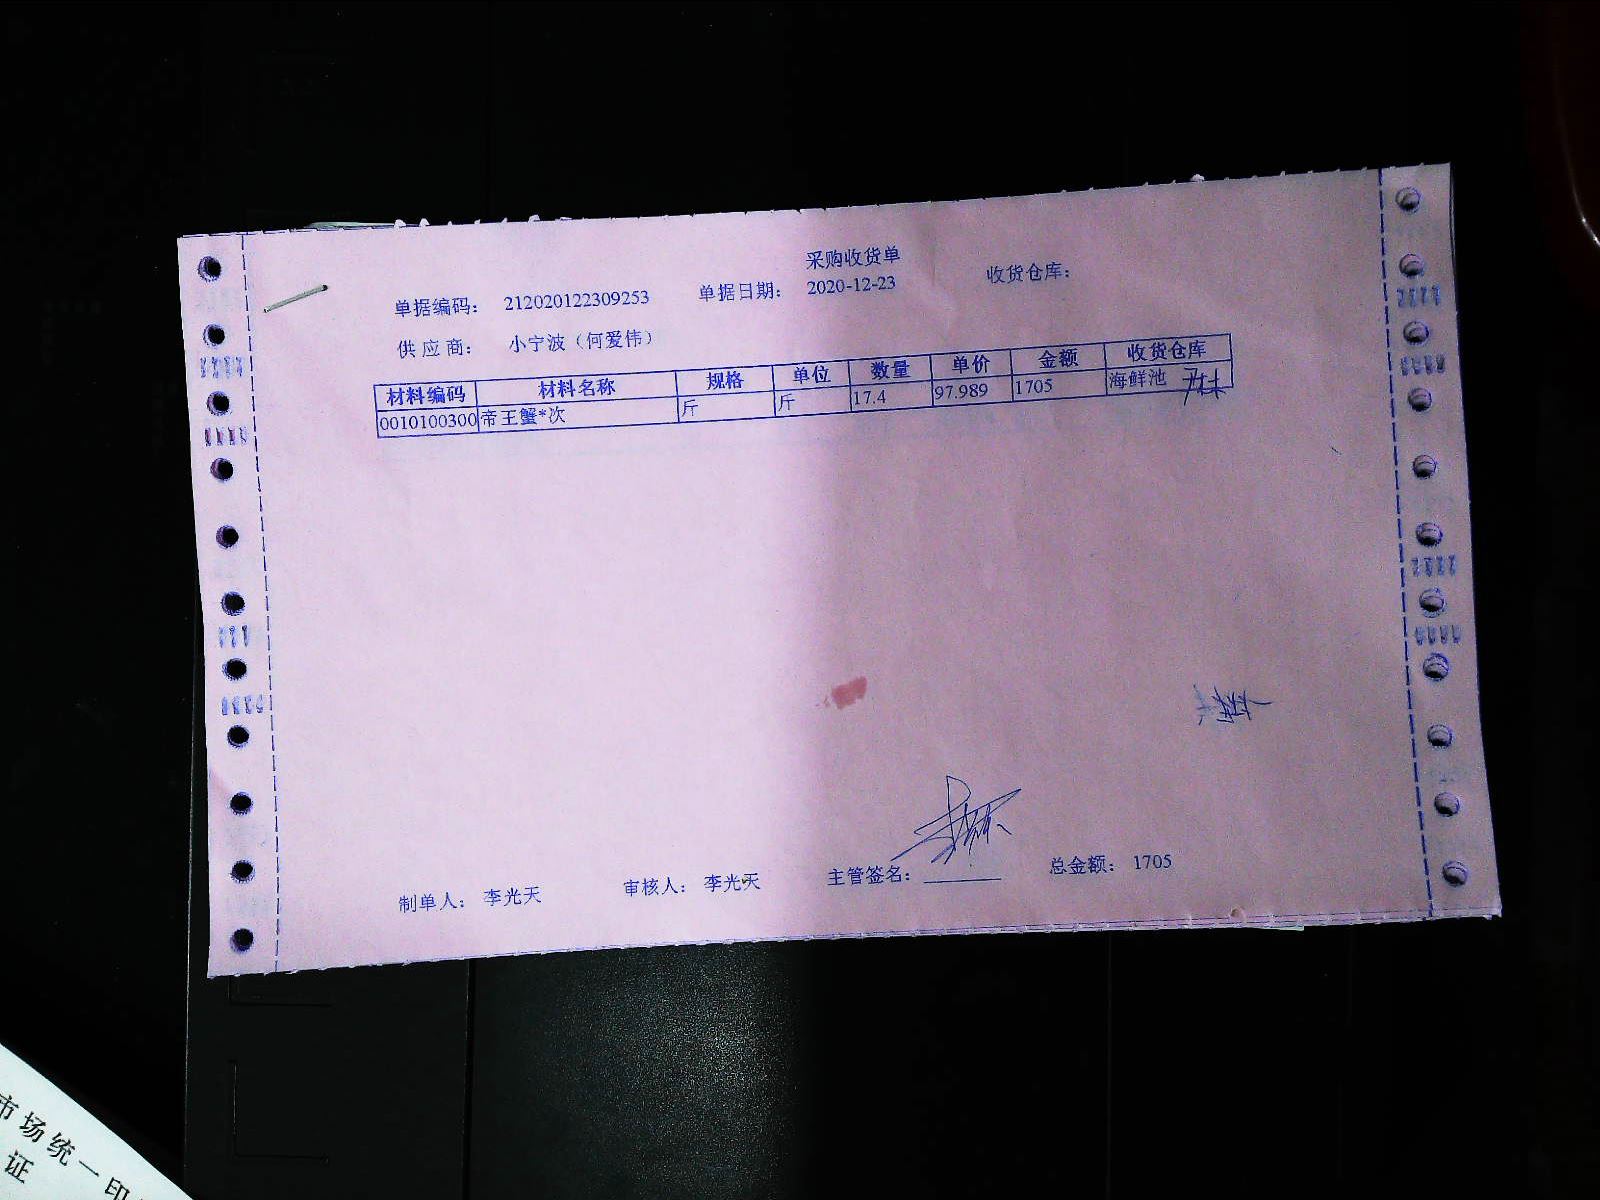 采购收货单
单据编码： 212020122309253 单据日期： 2020-12-23 收货仓库：
供应商： 小宁波（何爱伟）
材料编码 材料名称 规格 单位 数量 单价 金额 收货仓库
0010100300 帝王蟹*次 斤 斤 17.4 97.989 1705 海鲜池
制单人： 李光天 审核人： 李光天 主管签名： 总金额： 1705
市场统一印
证